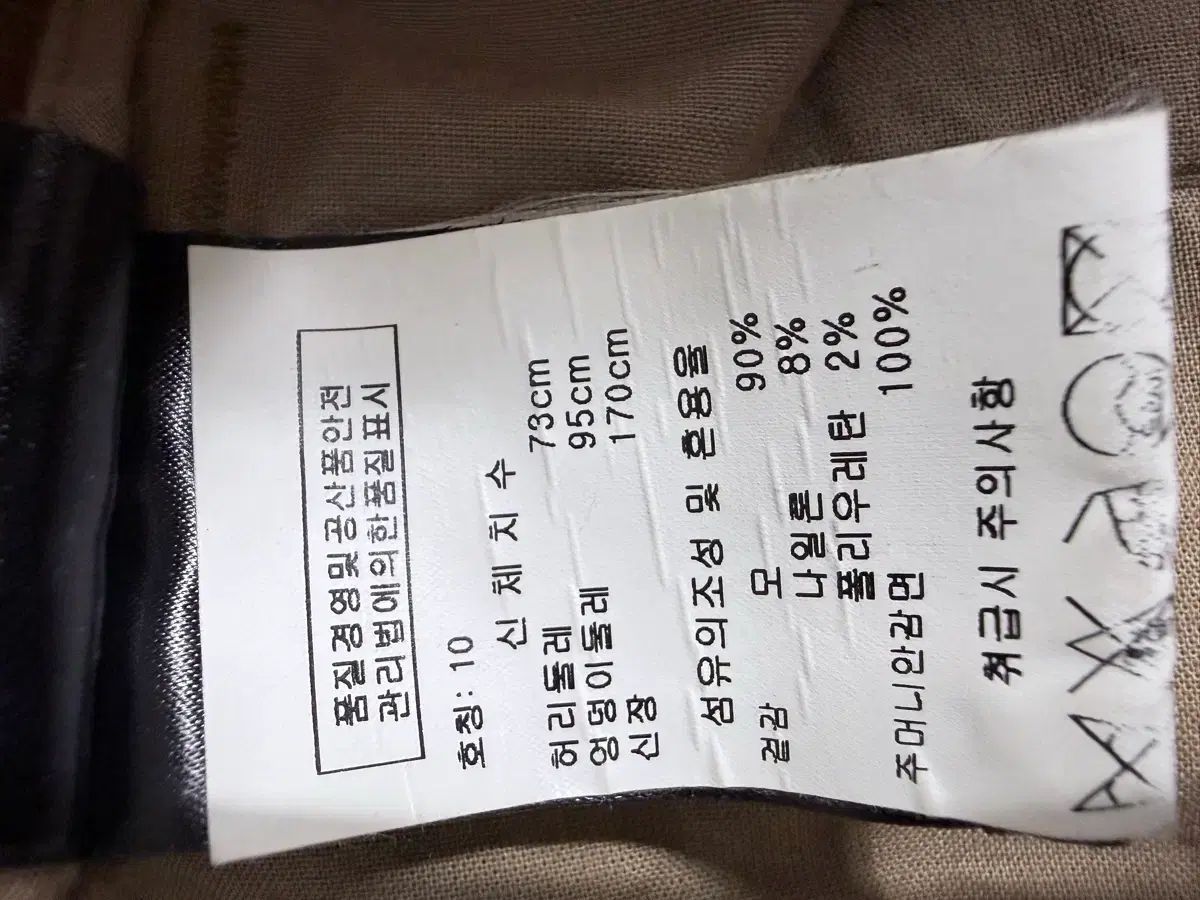 품질경영및공산품안전
관리법에의한품질표시
호칭: 10
신 체 치 수
허리둘레 73cm
엉덩이둘레 95cm
신장 170cm
섬유의조성 및 혼용율
겉감 모 90%
나일론 8%
폴리우레탄 2%
주머니안감면 100%
취급시 주의사항